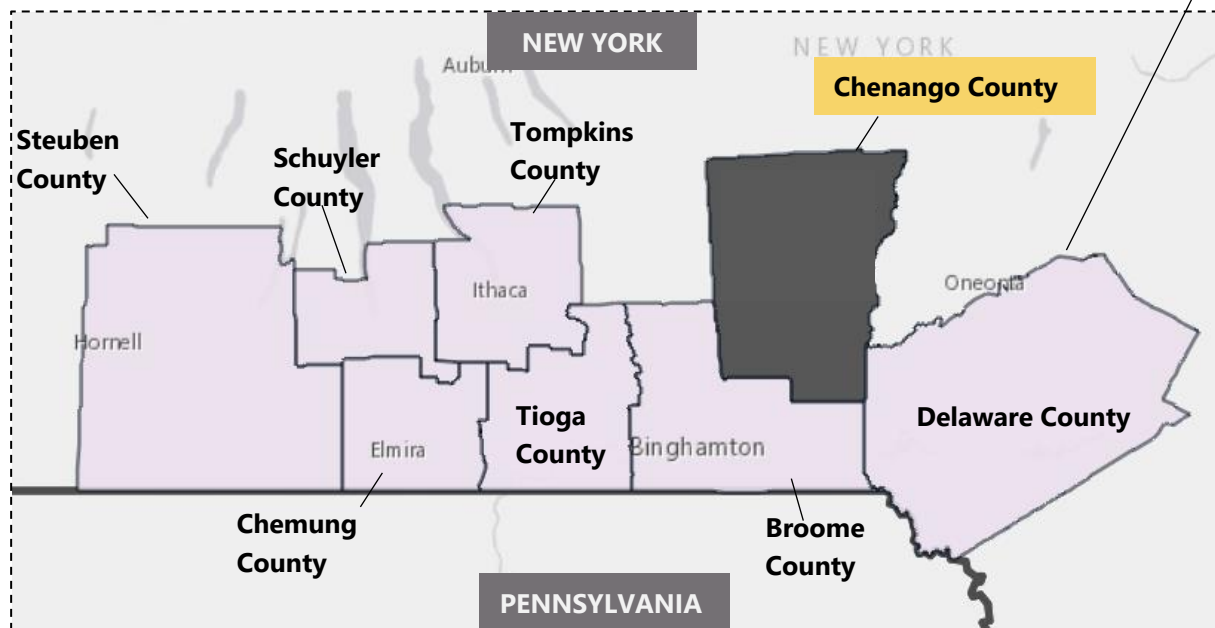 NEW YORK
NEW YORK
Auburn
Chenango County
Steuben
County
Schuyler
County
Tompkins
County
Ithaca
Oneonta
Hornell
Tioga
County
Delaware County
Elmira
Binghamton
Chemung
County
Broome
County
PENNSYLVANIA